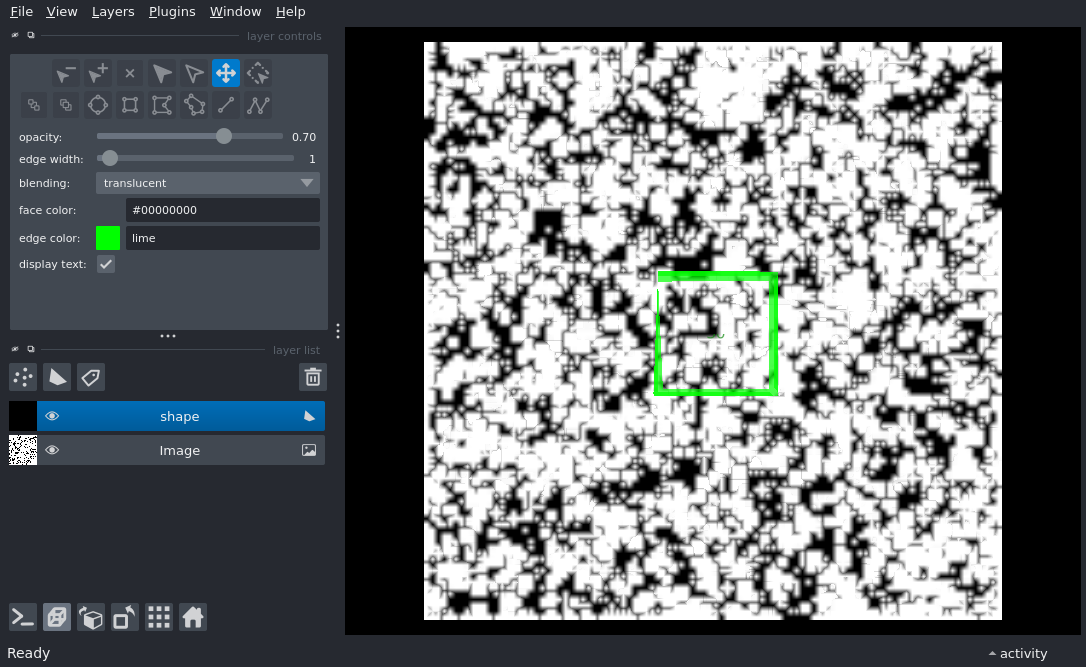 File View Layers Plugins Window Help
layer controls
opacity: 0.70
edge width: 1
blending: translucent
face color: #00000000
edge color: lime
display text:
layer list
shape
Image
Ready activity